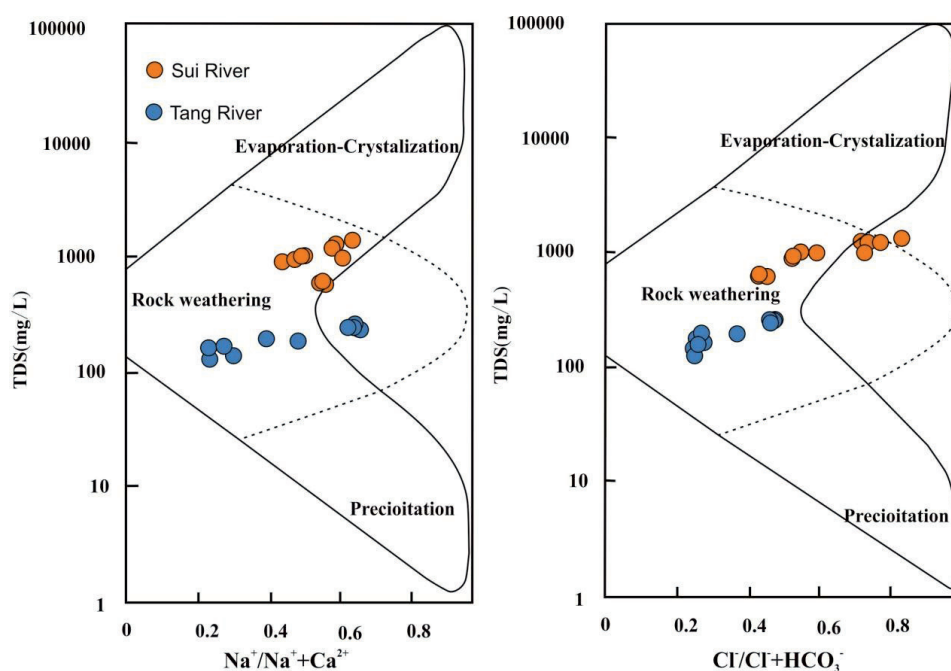 100000
10000
1000
100
10
1
TDS(mg/L)
Sui River
Tang River
Evaporation-Crystalization
Rock weathering
Precioitation
0 0.2 0.4 0.6 0.8
Na⁺/Na⁺+Ca²⁺
100000
10000
1000
100
10
1
TDS(mg/L)
Evaporation-Crystalization
Rock weathering
Precioitation
0 0.2 0.4 0.6 0.8
Cl⁻/Cl⁻+HCO₃⁻